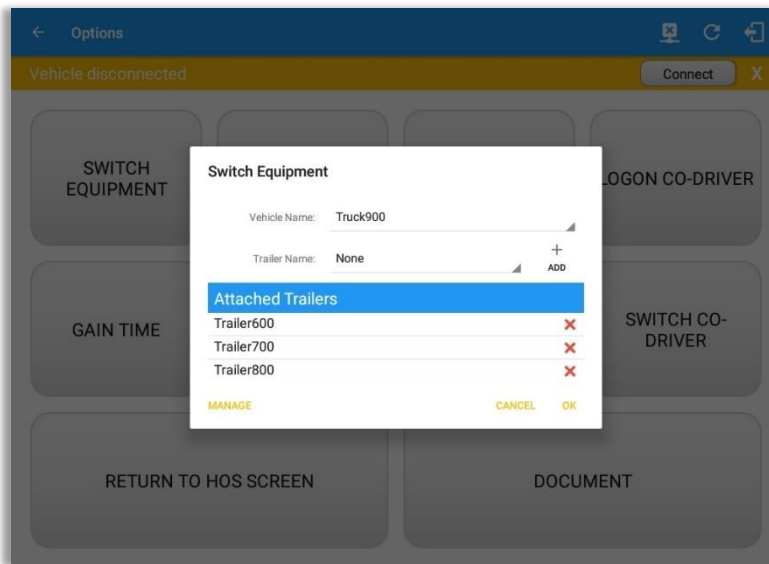 Options
Vehicle disconnected
Connect
X
SWITCH
EQUIPMENT
LOGON CO-DRIVER
Switch Equipment
Vehicle Name: Truck900
Trailer Name: None
ADD
Attached Trailers
Trailer600
Trailer700
Trailer800
MANAGE
CANCEL
OK
GAIN TIME
SWITCH CO-
DRIVER
RETURN TO HOS SCREEN
DOCUMENT